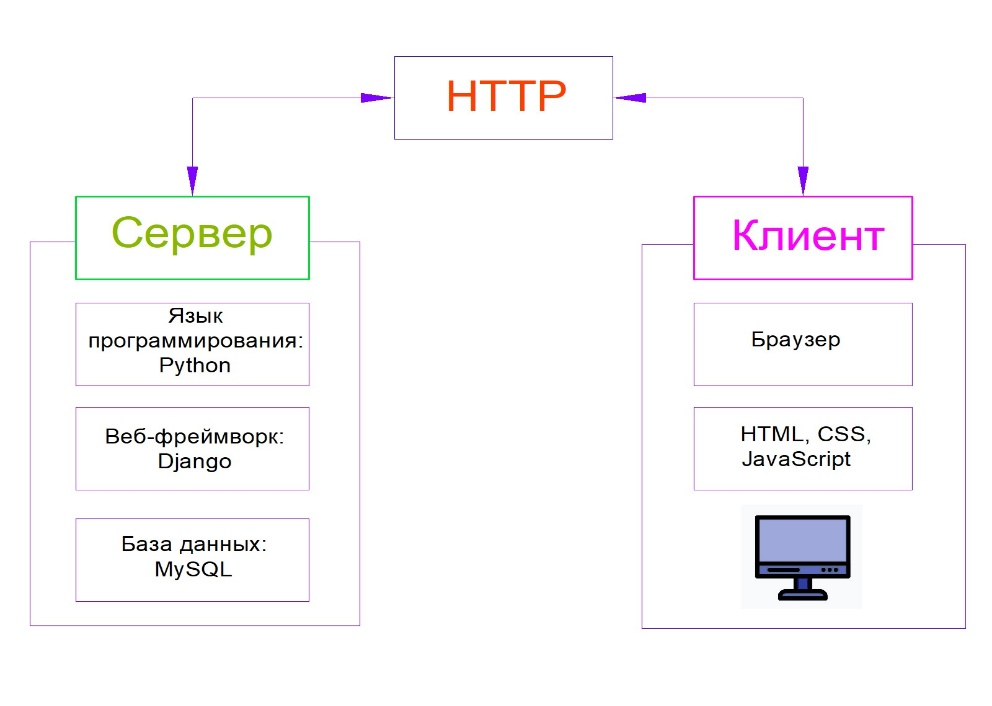 HTTP
Сервер
Язык
программирования:
Python
Веб-фреймворк:
Django
База данных:
MySQL
Клиент
Браузер
HTML, CSS,
JavaScript